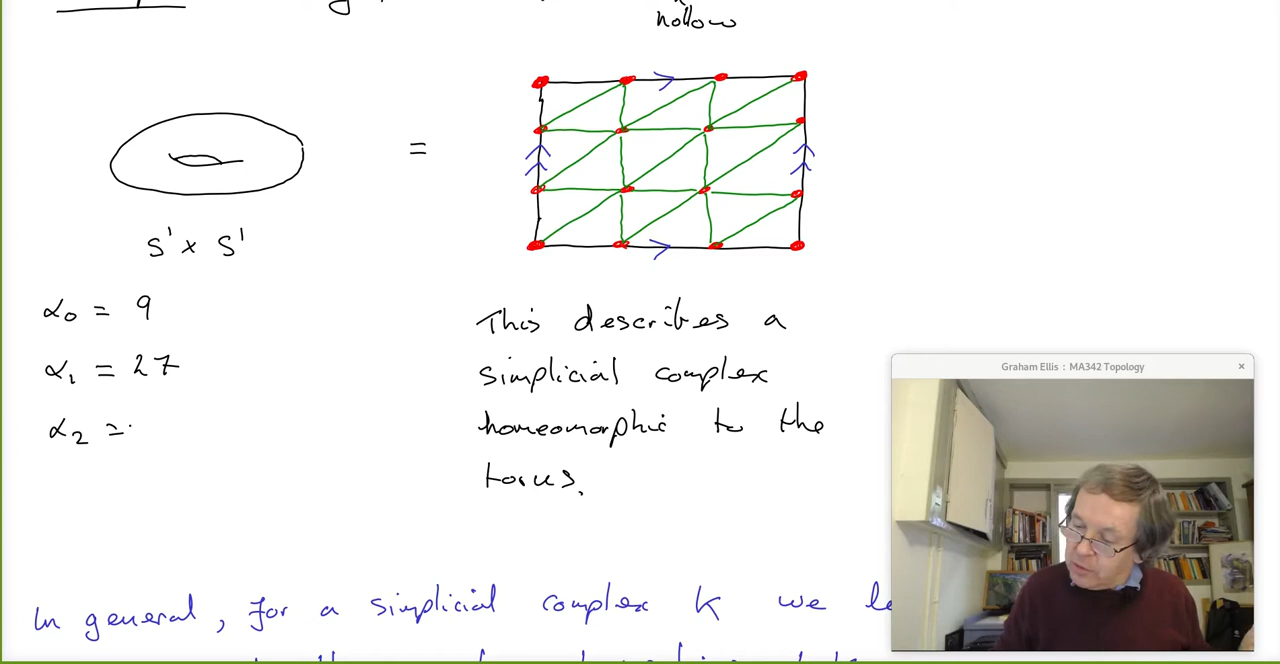 hollow
=
S¹ × S¹
α₀ = 9
α₁ = 27
α₂ =
This describes a
simplicial complex
homeomorphic to the
torus.
Graham Ellis : MA342 Topology
×
In general, for a simplicial complex K we le